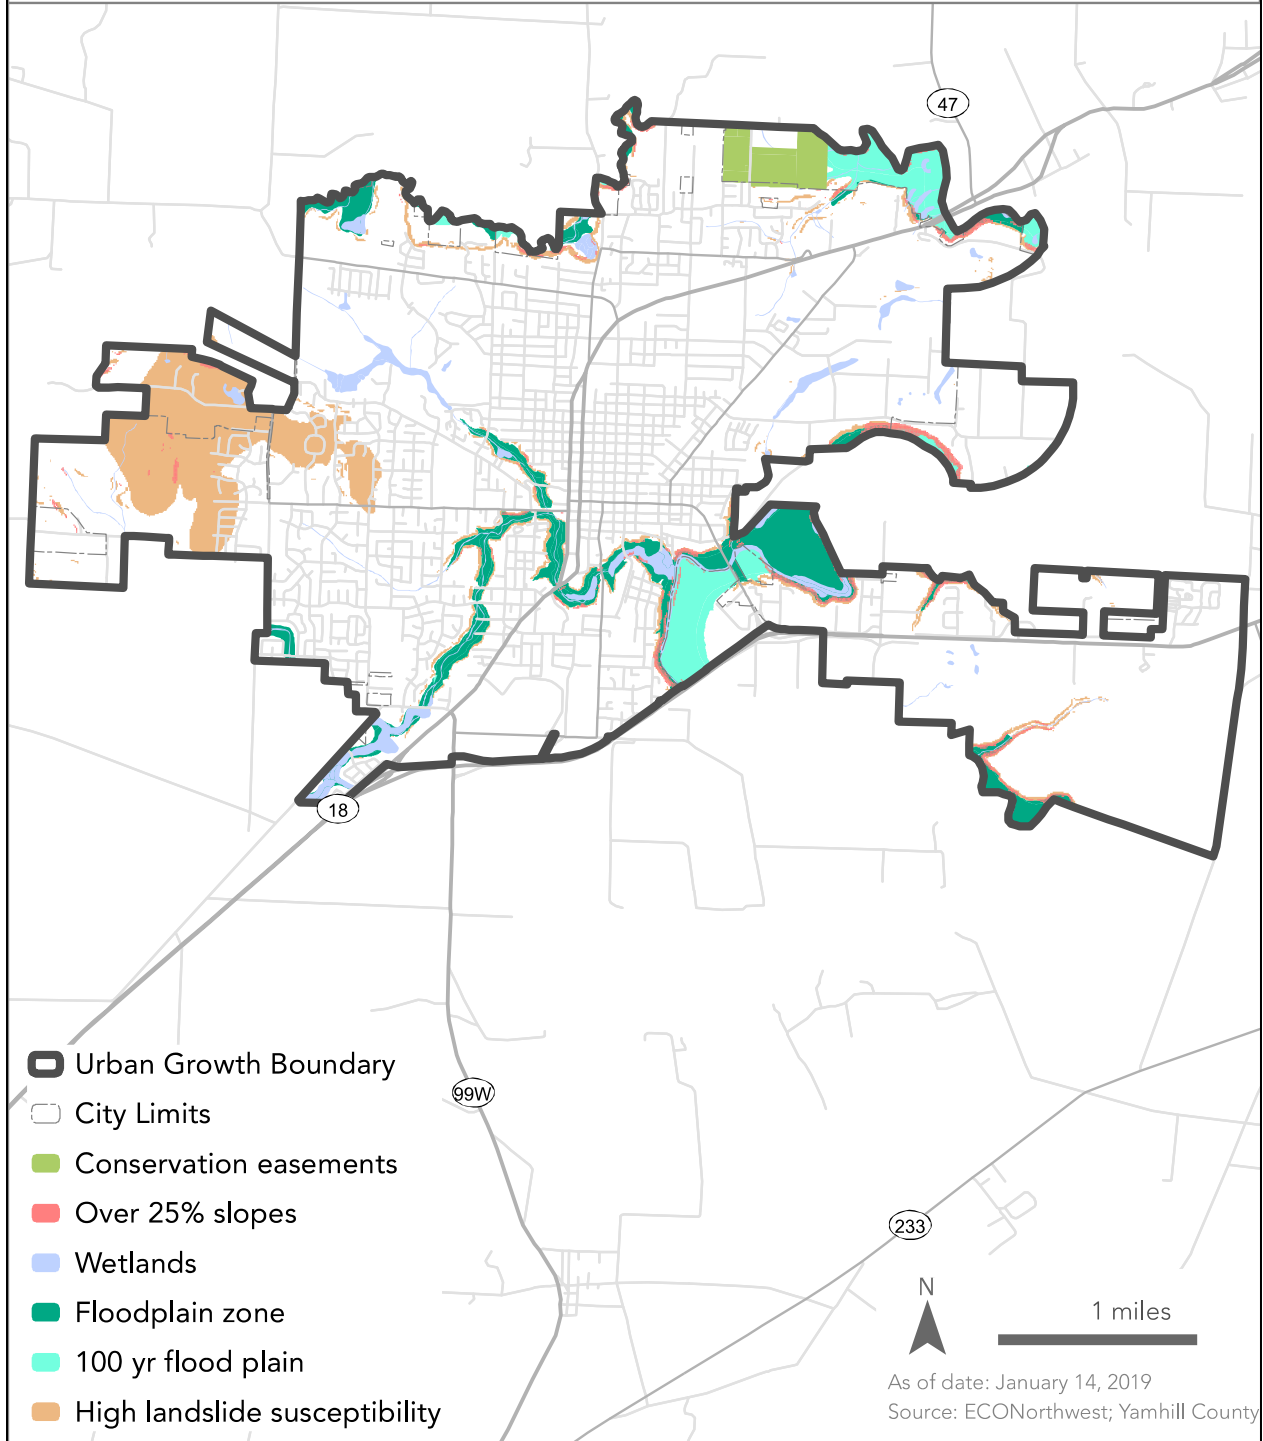 47
18
Urban Growth Boundary
City Limits
99W
Conservation easements
Over 25% slopes
233
Wetlands
N
Floodplain zone
1 miles
100 yr flood plain
As of date: January 14, 2019
High landslide susceptibility
Source: ECONorthwest; Yamhill County